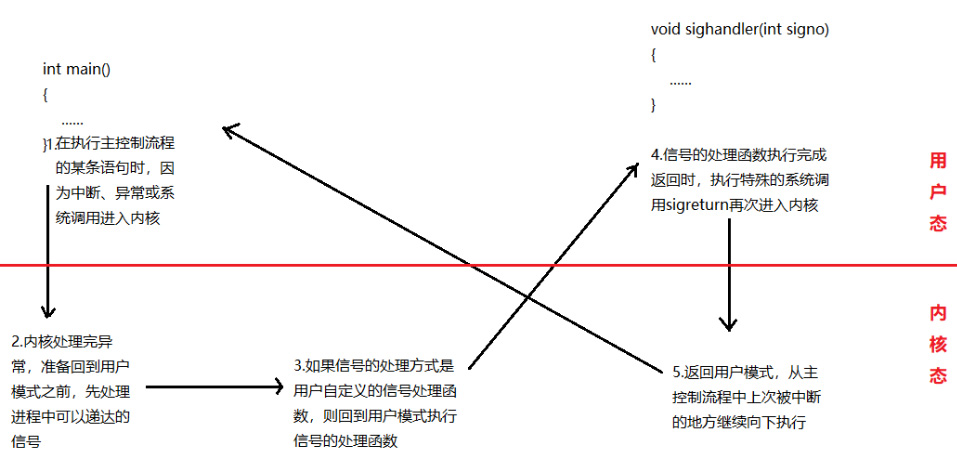 int main()
{
......
}
1.在执行主控制流程
的某条语句时，因
为中断、异常或系
统调用进入内核
void sighandler(int signo)
{
......
}
4.信号的处理函数执行完成
返回时，执行特殊的系统调
用sigreturn再次进入内核
用
户
态
2.内核处理完异
常，准备回到用户
模式之前，先处理
进程中可以递达的
信号
3.如果信号的处理方式是
用户自定义的信号处理函
数，则回到用户模式执行
信号的处理函数
5.返回用户模式，从主
控制流程中上次被中断
的地方继续向下执行
内
核
态